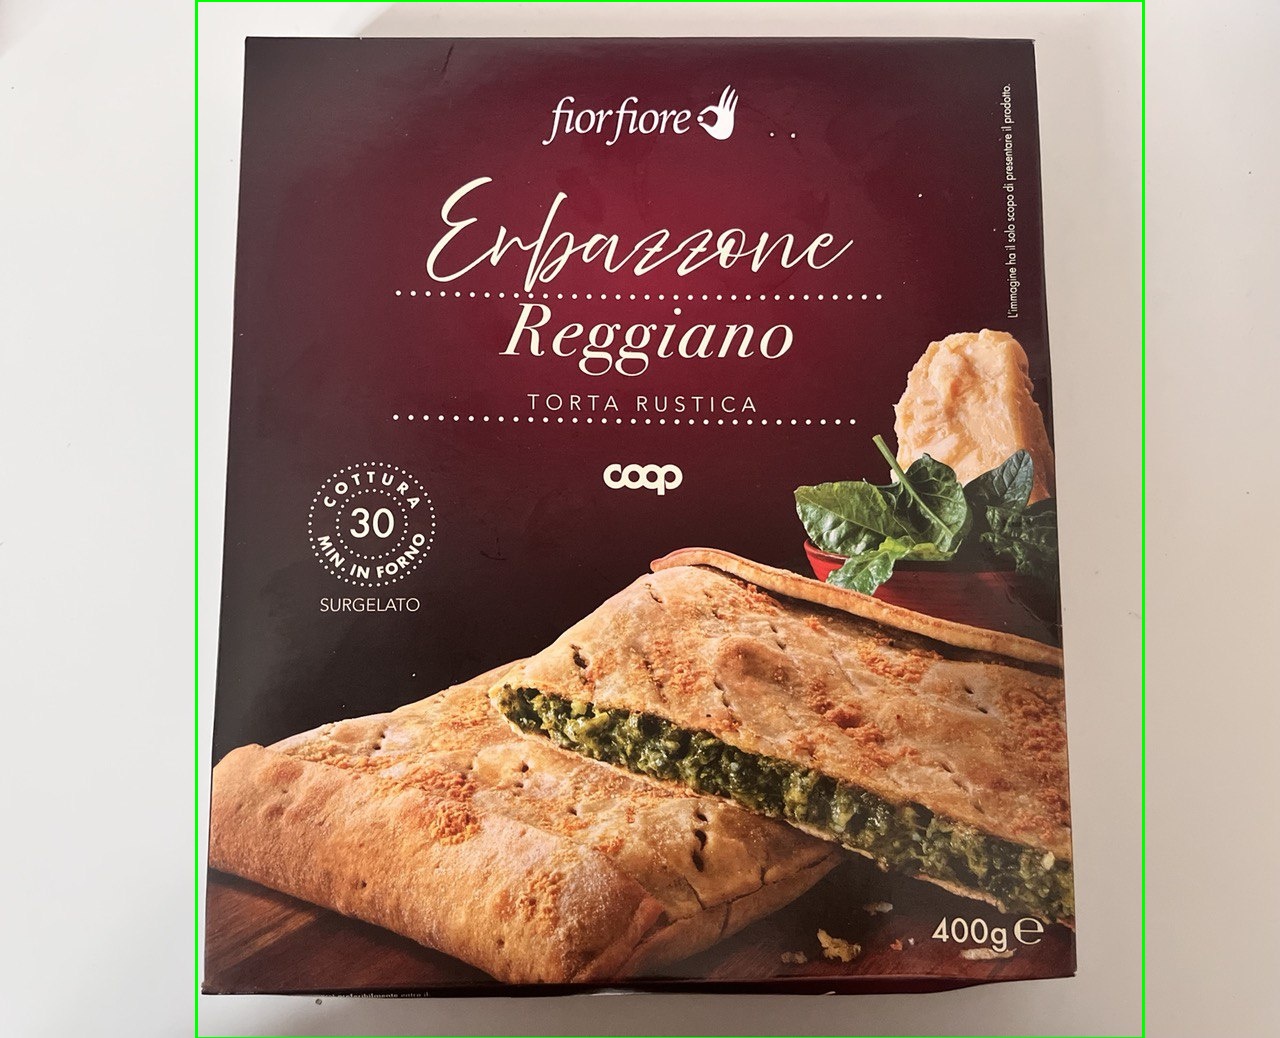 fiorfiore
Erbazzone
Reggiano
TORTA RUSTICA
coop
COTTURA
30
MIN. IN FORNO
SURGELATO
L'immagine ha il solo scopo di presentare il prodotto.
400g ℮